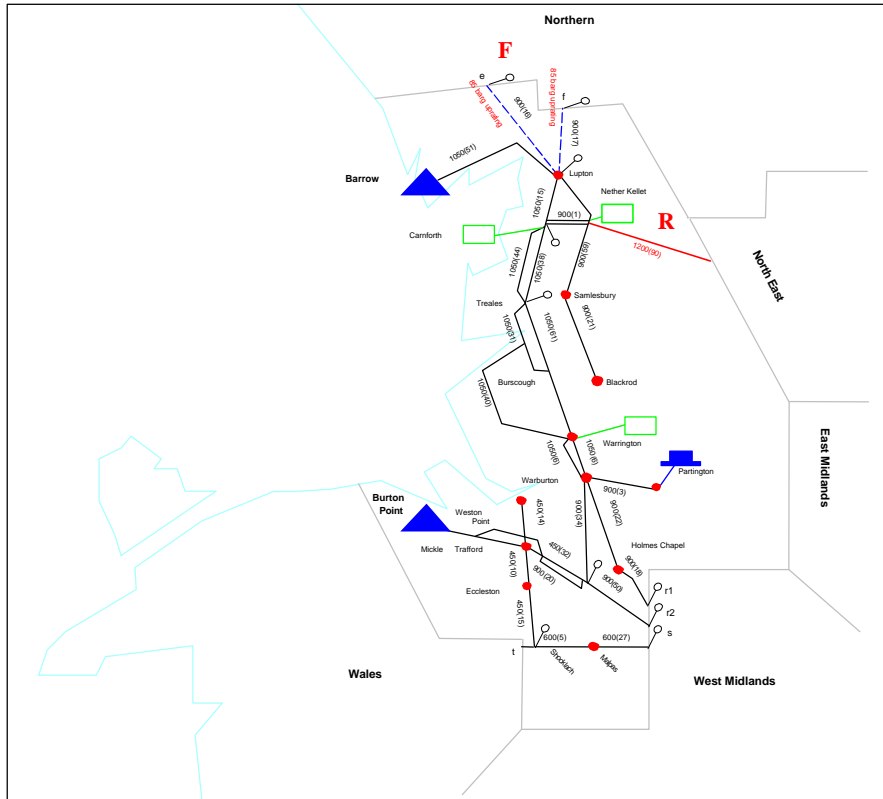 Northern
F
e
85 barg uprating
900(16)
85 barg uprating
f
900(17)
1050(51)
Barrow
Lupton
1050(15)
Nether Kellet
900(1)
R
Carnforth
1200(90)
1050(44)
1050(38)
900(59)
North East
Samlesbury
Treales
1050(31)
1050(61)
900(21)
Burscough
Blackrod
1050(40)
Warrington
1050(6)
1050(6)
Partington
East Midlands
Warburton
900(3)
Burton
Point
Weston
Point
450(14)
900(34)
900(22)
Mickle
Trafford
450(32)
Holmes Chapel
450(10)
900(20)
900(50)
900(18)
Eccleston
r1
r2
450(15)
s
t
600(5)
600(27)
Shocklach
Malpas
Wales
West Midlands